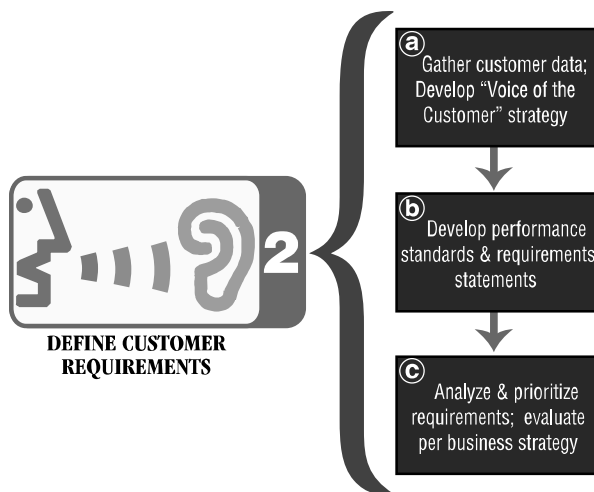 2
DEFINE CUSTOMER
REQUIREMENTS
a
Gather customer data;
Develop “Voice of the
Customer” strategy
b
Develop performance
standards & requirements
statements
c
Analyze & prioritize
requirements; evaluate
per business strategy